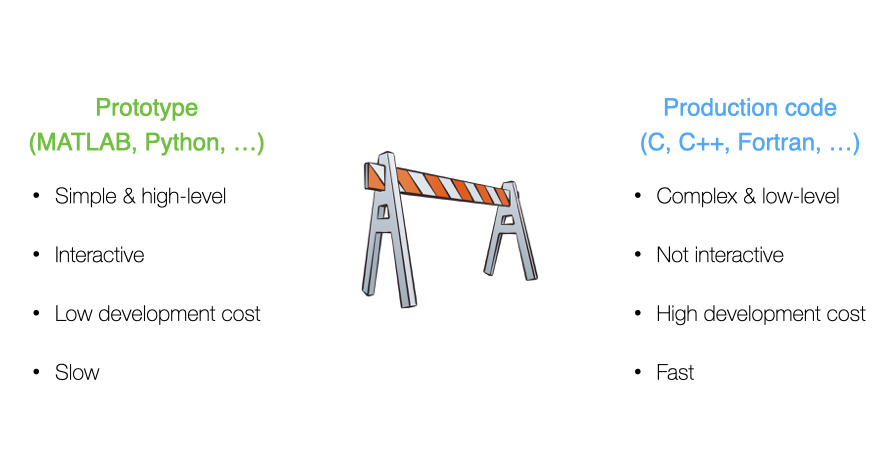 Prototype
(MATLAB, Python, …)
• Simple & high-level
• Interactive
• Low development cost
• Slow
Production code
(C, C++, Fortran, …)
• Complex & low-level
• Not interactive
• High development cost
• Fast